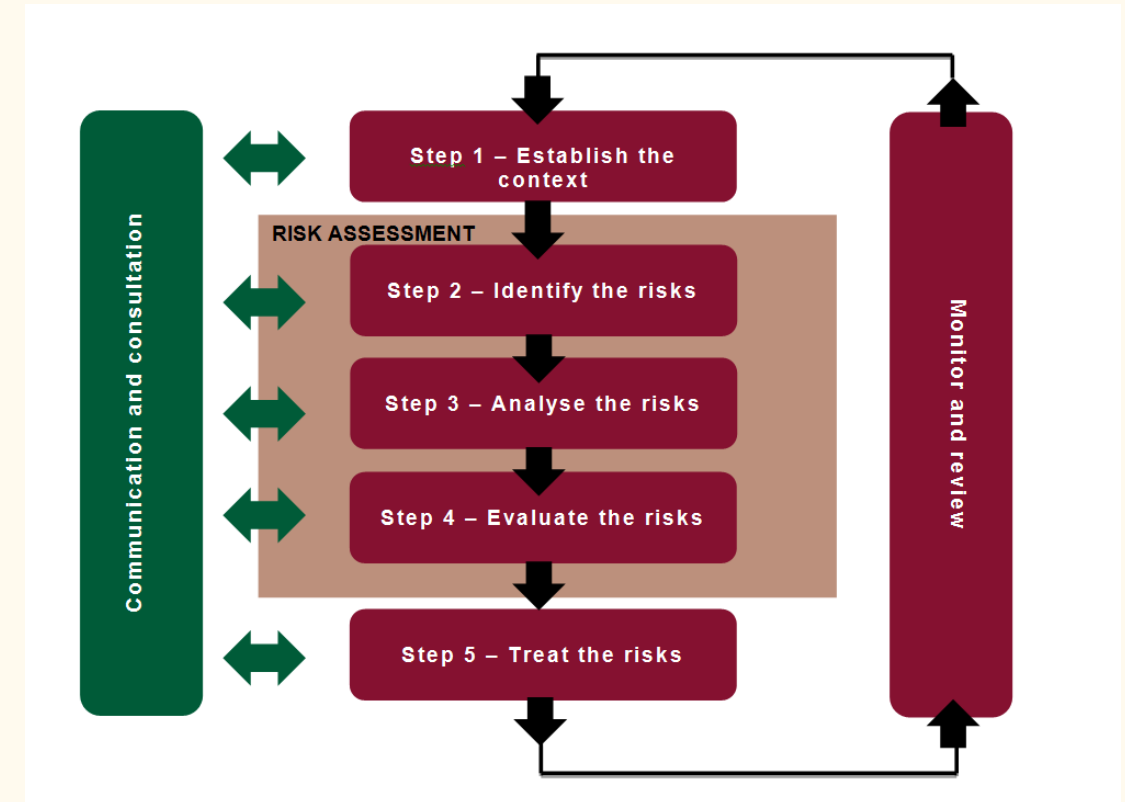 Step 1 – Establish the
context
RISK ASSESSMENT
Step 2 – Identify the risks
Step 3 – Analyse the risks
Step 4 – Evaluate the risks
Step 5 – Treat the risks
Communication and consultation
Monitor and review